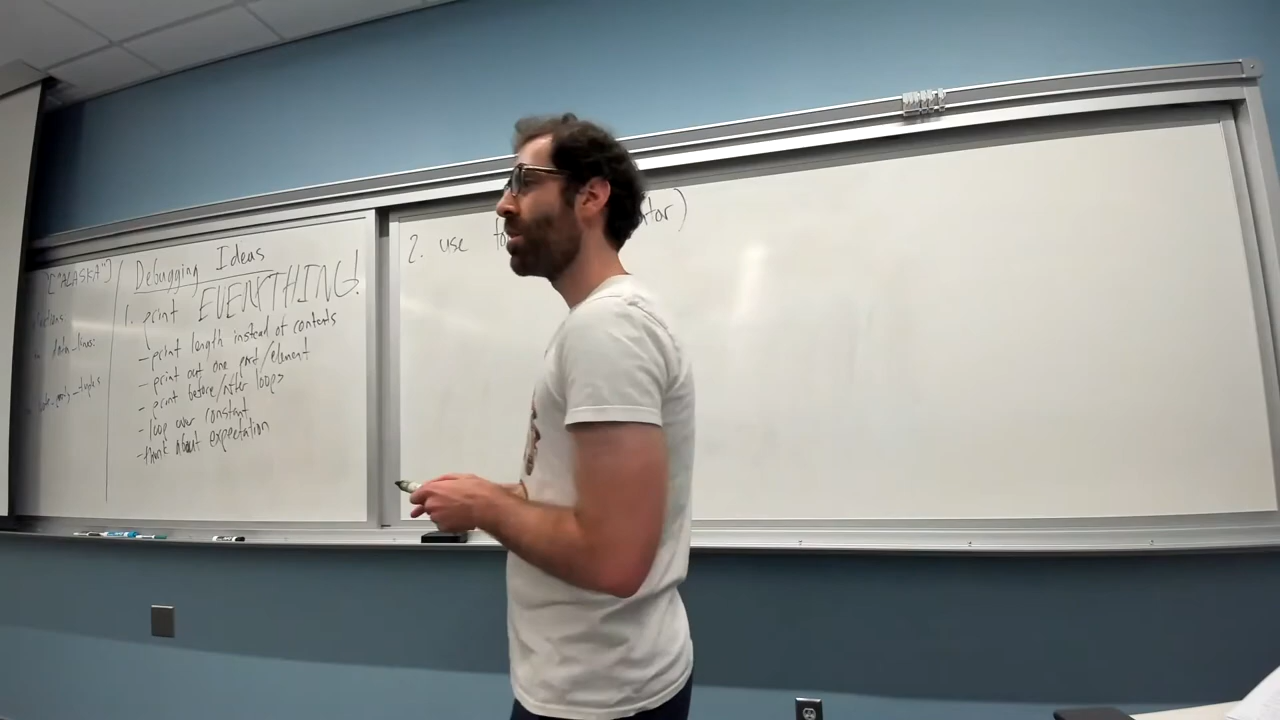 ["ALASKA"]
data_lines:
Debugging Ideas
1. print EVERYTHING!
- print length instead of contents
- print out one part/element
- print before/after loops
- loop over constant
- think about expectation
2. use